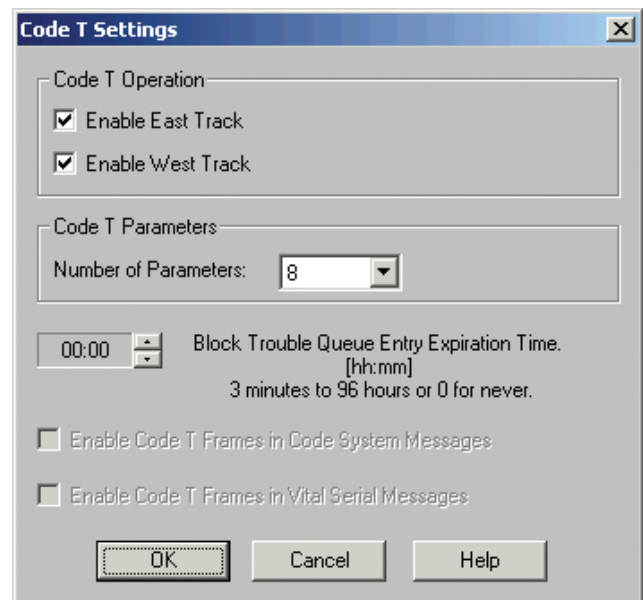 Code T Settings
Code T Operation
Enable East Track
Enable West Track
Code T Parameters
Number of Parameters:
8
00:00
Block Trouble Queue Entry Expiration Time.
[hh:mm]
3 minutes to 96 hours or 0 for never.
Enable Code T Frames in Code System Messages
Enable Code T Frames in Vital Serial Messages
OK
Cancel
Help